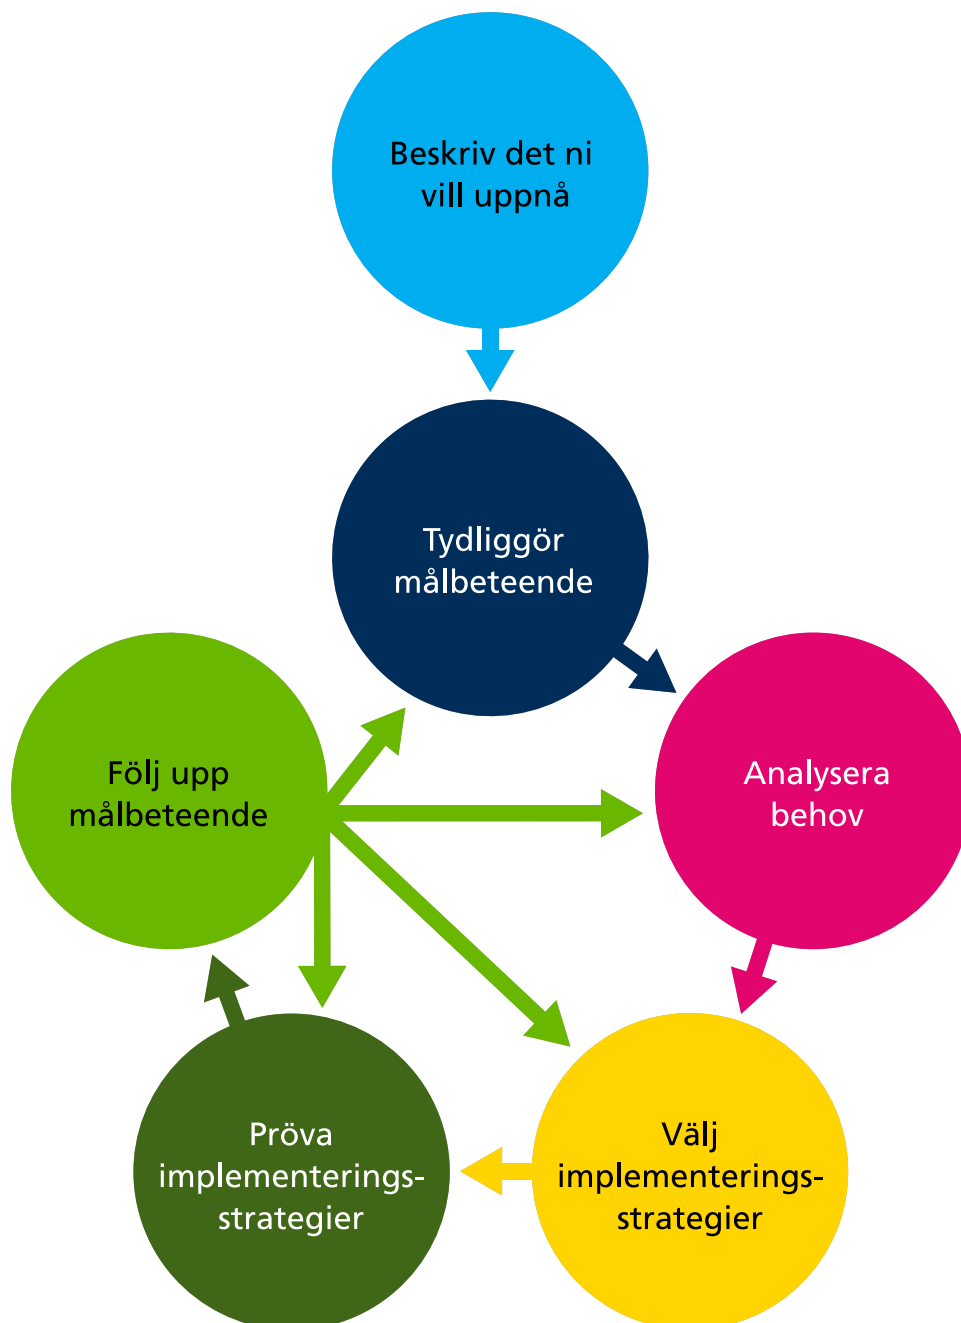 Beskriv det ni
vill uppnå
Tydliggör
målbeteende
Följ upp
målbeteende
Analysera
behov
Pröva
implementerings-
strategier
Välj
implementerings-
strategier